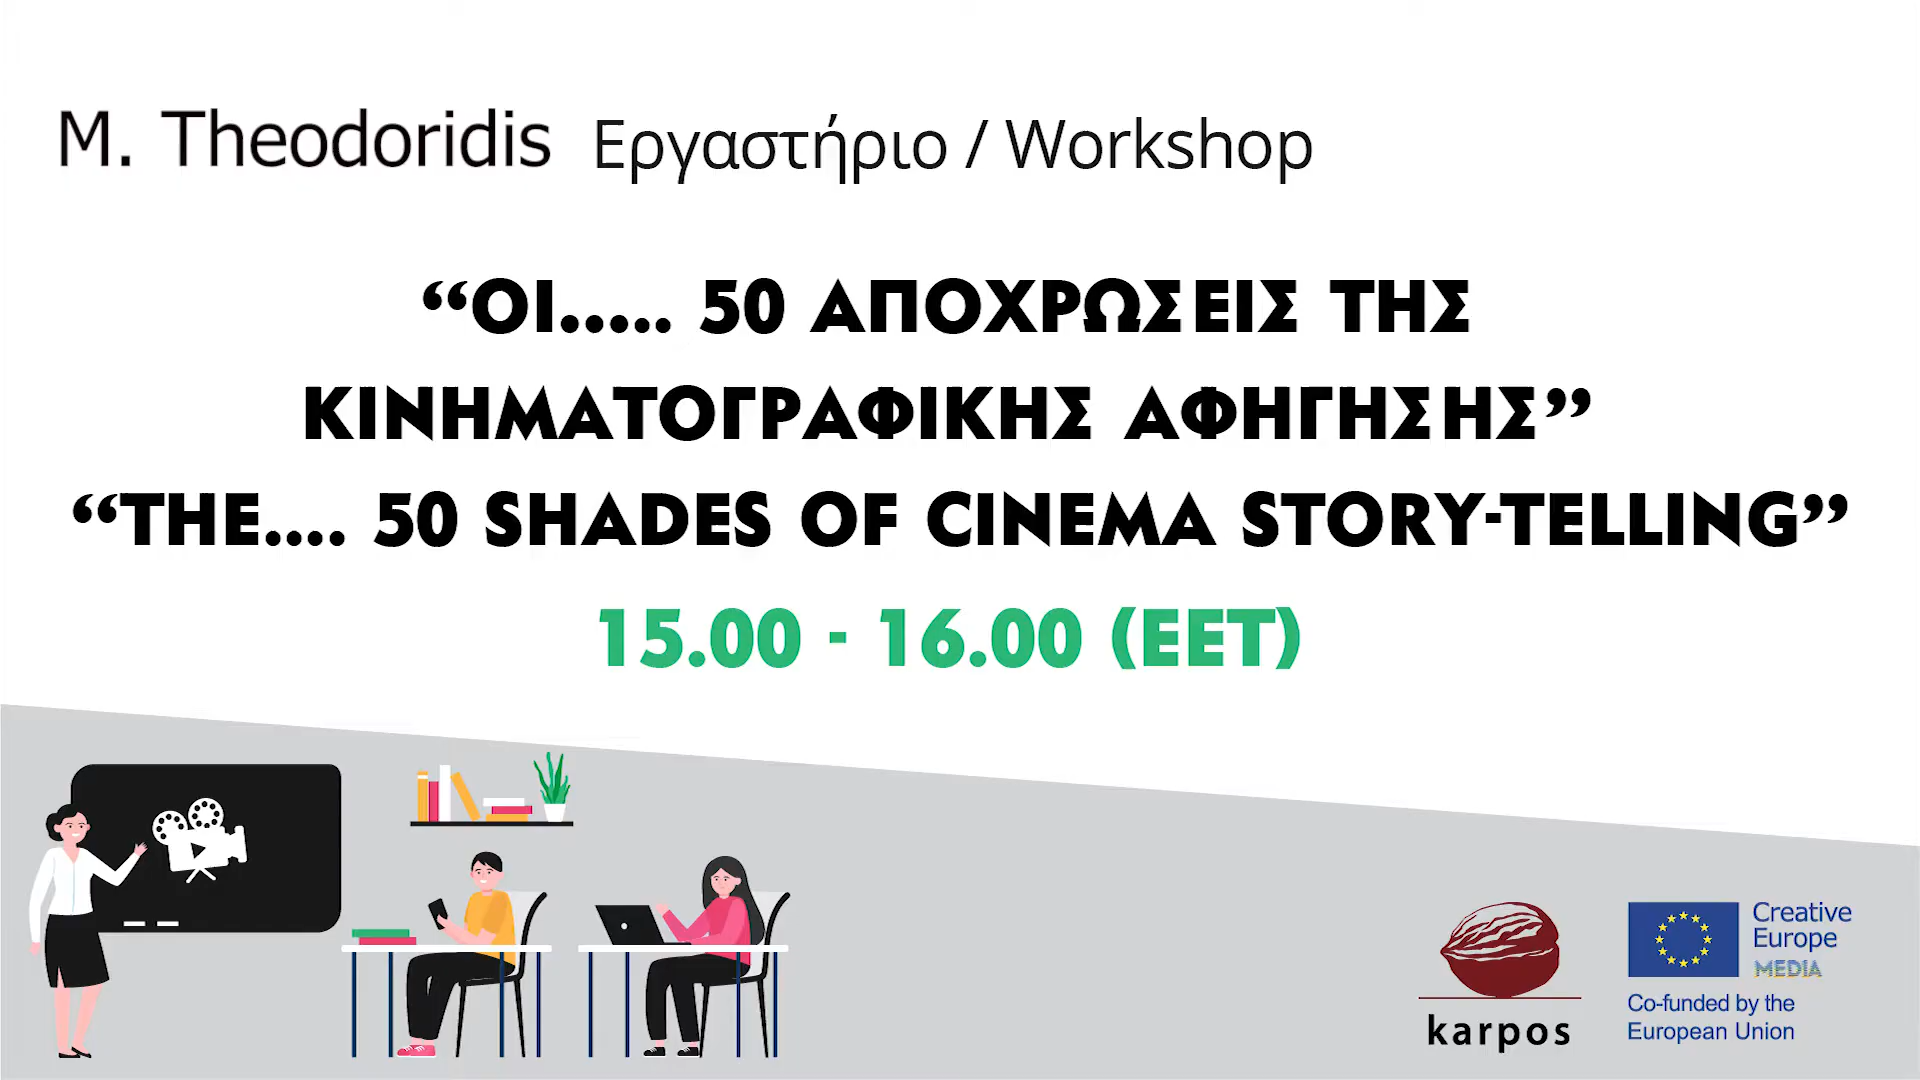 M. Theodoridis Εργαστήριο / Workshop
“ΟΙ..... 50 ΑΠΟΧΡΩΣΕΙΣ ΤΗΣ
ΚΙΝΗΜΑΤΟΓΡΑΦΙΚΗΣ ΑΦΗΓΗΣΗΣ”
“THE.... 50 SHADES OF CINEMA STORY-TELLING”
15.00 - 16.00 (EET)
karpos
Creative
Europe
MEDIA
Co-funded by the
European Union